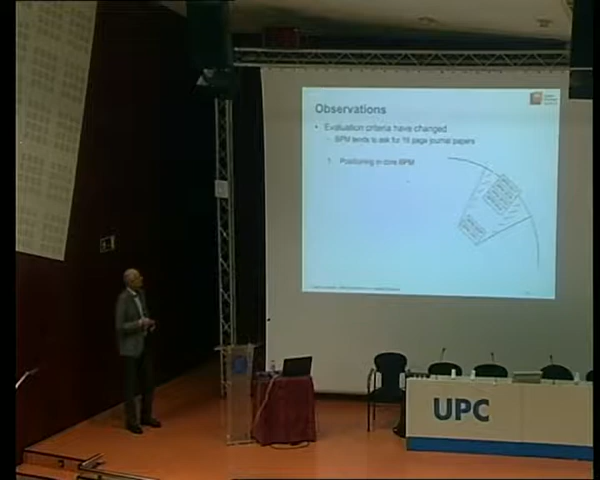 Observations
• Evaluation criteria have changed
– BPM tends to ask for 16 page journal papers
1. Positioning in core BPM
UPC